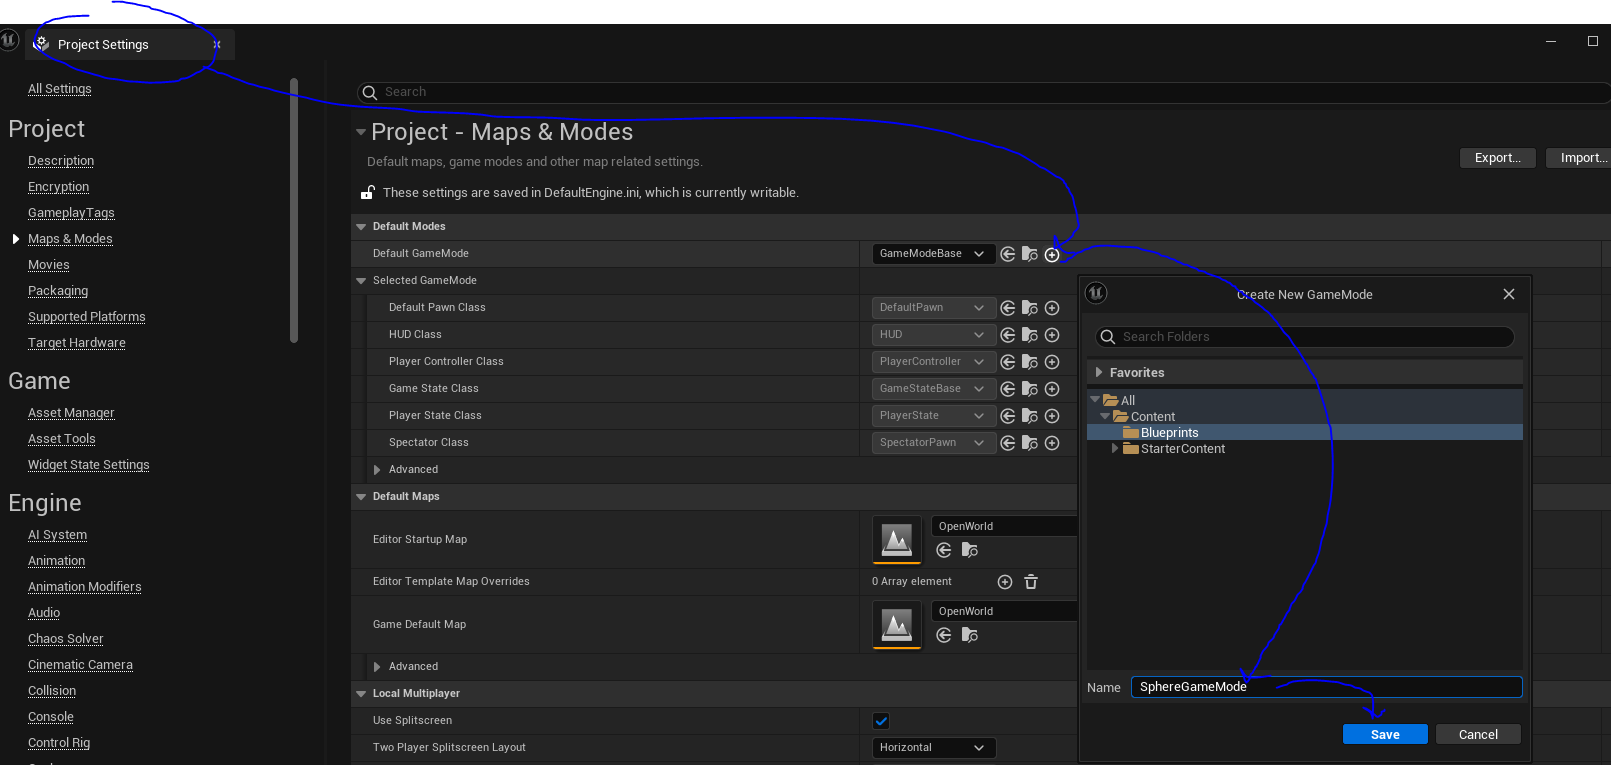 Project Settings
All Settings
Project
Description
Encryption
GameplayTags
Maps & Modes
Movies
Packaging
Supported Platforms
Target Hardware
Game
Asset Manager
Asset Tools
Widget State Settings
Engine
AI System
Animation
Animation Modifiers
Audio
Chaos Solver
Cinematic Camera
Collision
Console
Control Rig
Search
Project - Maps & Modes
Default maps, game modes and other map related settings.
Export... Import...
These settings are saved in DefaultEngine.ini, which is currently writable.
Default Modes
Default GameMode GameModeBase
Selected GameMode
Default Pawn Class DefaultPawn
HUD Class HUD
Player Controller Class PlayerController
Game State Class GameStateBase
Player State Class PlayerState
Spectator Class SpectatorPawn
Advanced
Default Maps
Editor Startup Map OpenWorld
Editor Template Map Overrides 0 Array element
Game Default Map OpenWorld
Advanced
Local Multiplayer
Use Splitscreen
Two Player Splitscreen Layout Horizontal
Create New GameMode
Search Folders
Favorites
All
Content
Blueprints
StarterContent
Name SphereGameMode
Save Cancel